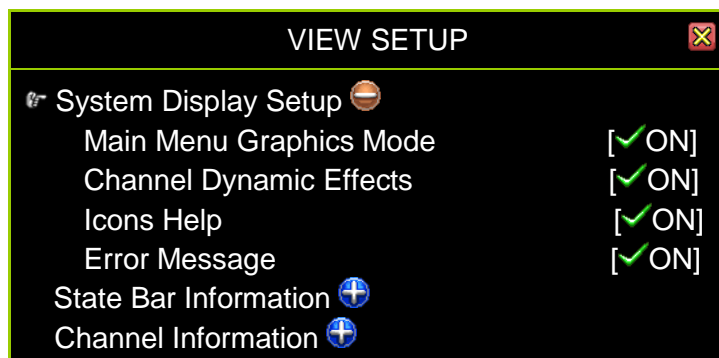 VIEW SETUP
System Display Setup
Main Menu Graphics Mode [✓ON]
Channel Dynamic Effects [✓ON]
Icons Help [✓ON]
Error Message [✓ON]
State Bar Information
Channel Information